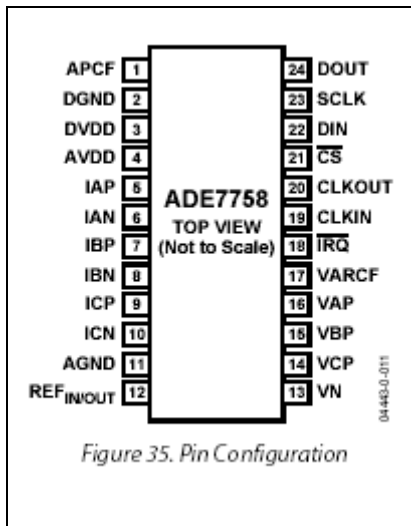 APCF 1 24 DOUT
DGND 2 23 SCLK
DVDD 3 22 DIN
AVDD 4 21 CS
IAP 5 20 CLKOUT
ADE7758
IAN 6 19 CLKIN
TOP VIEW
IBP 7 (Not to Scale) 18 IRQ
IBN 8 17 VARCF
ICP 9 16 VAP
ICN 10 15 VBP
AGND 11 14 VCP
REFIN/OUT 12 13 VN
04443-0-011
Figure 35. Pin Configuration